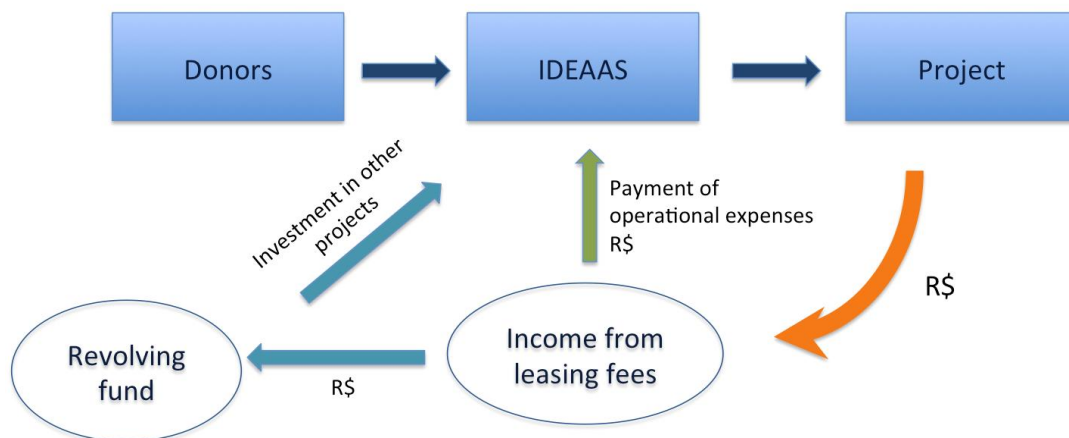 Donors
IDEAAS
Project
Investment in other
projects
Payment of
operational expenses
R$
R$
Revolving
fund
R$
Income from
leasing fees